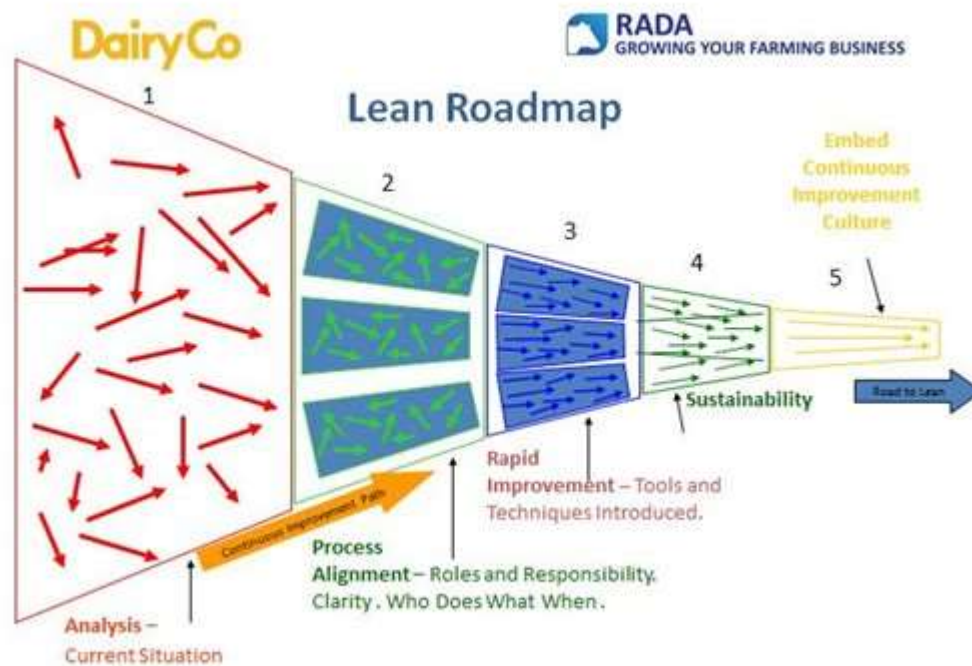 DairyCo
RADA
GROWING YOUR FARMING BUSINESS
Lean Roadmap
1
2
3
4
5
Embed
Continuous
Improvement
Culture
Road to Lean
Sustainability
Rapid
Improvement – Tools and
Techniques Introduced.
Continuous Improvement Path
Process
Alignment – Roles and Responsibility.
Clarity . Who Does What When .
Analysis –
Current Situation